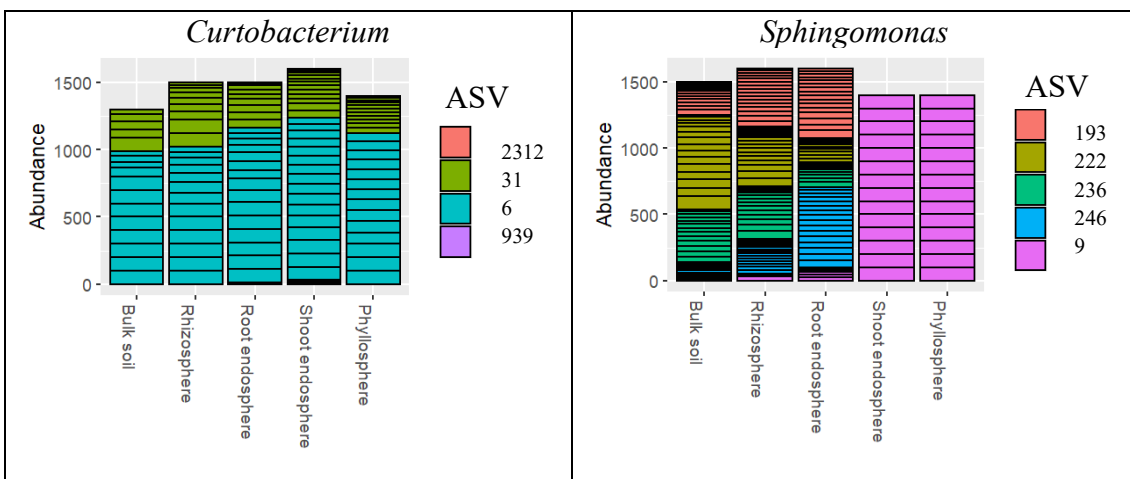 Curtobacterium
1500
1000
500
0
Abundance
Bulk soil
Rhizosphere
Root endosphere
Shoot endosphere
Phyllosphere
ASV
2312
31
6
939
Sphingomonas
1500
1000
500
0
Abundance
Bulk soil
Rhizosphere
Root endosphere
Shoot endosphere
Phyllosphere
ASV
193
222
236
246
9